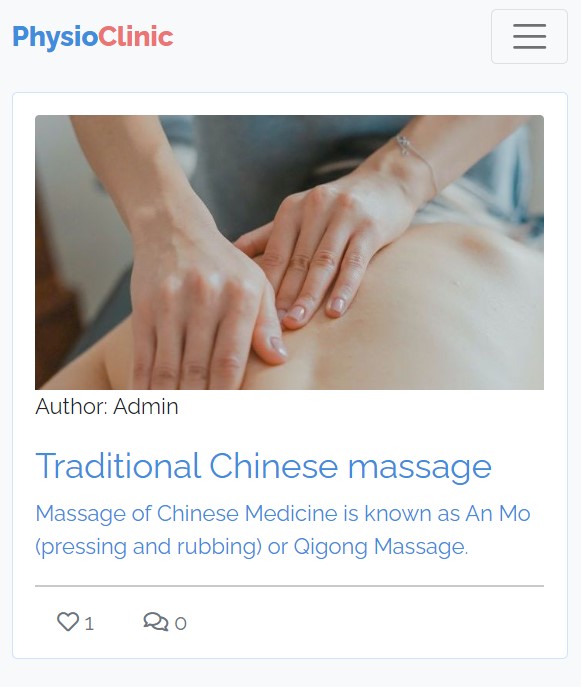 PhysioClinic
Author: Admin
Traditional Chinese massage
Massage of Chinese Medicine is known as An Mo
(pressing and rubbing) or Qigong Massage.
1 0